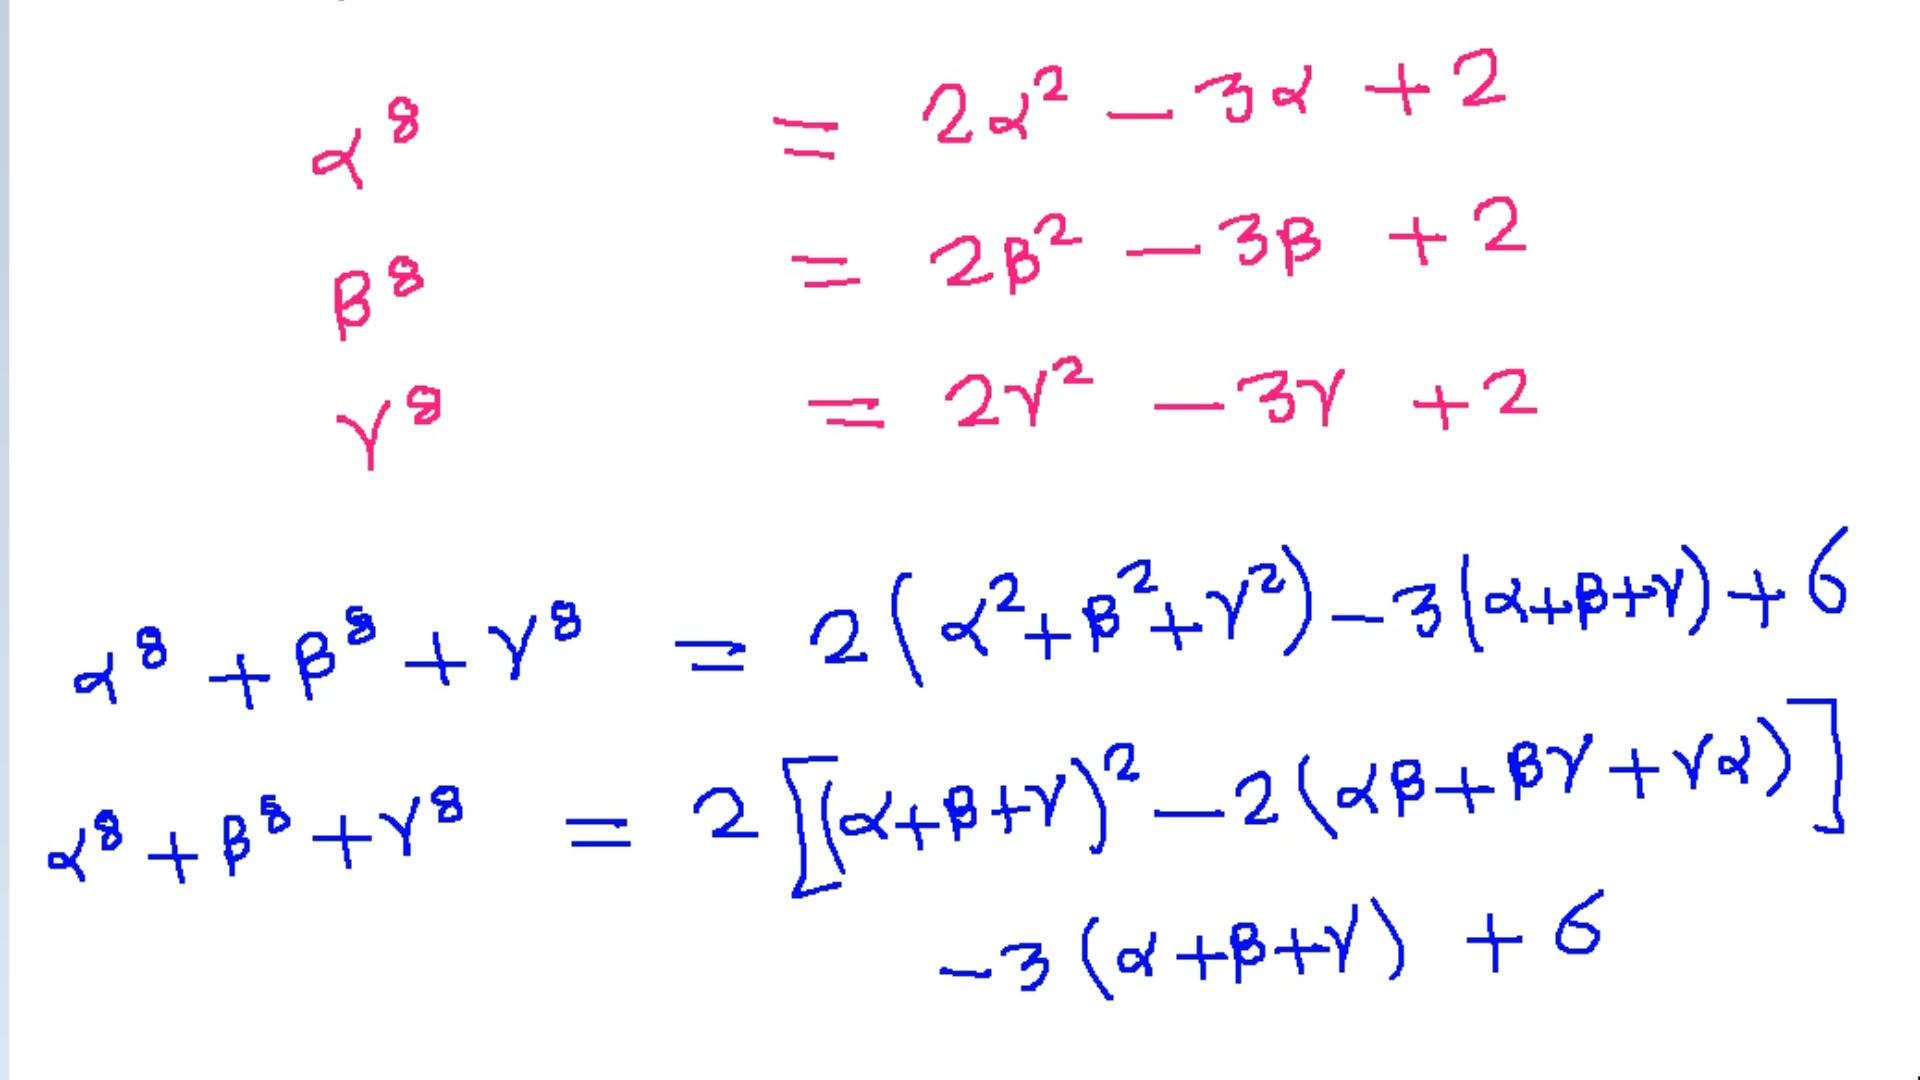 α⁸ = 2α² − 3α + 2
β⁸ = 2β² − 3β + 2
γ⁸ = 2γ² − 3γ + 2
α⁸ + β⁸ + γ⁸ = 2(α² + β² + γ²) − 3(α+β+γ) + 6
α⁸ + β⁸ + γ⁸ = 2[(α+β+γ)² − 2(αβ + βγ + γα)]
−3(α+β+γ) + 6